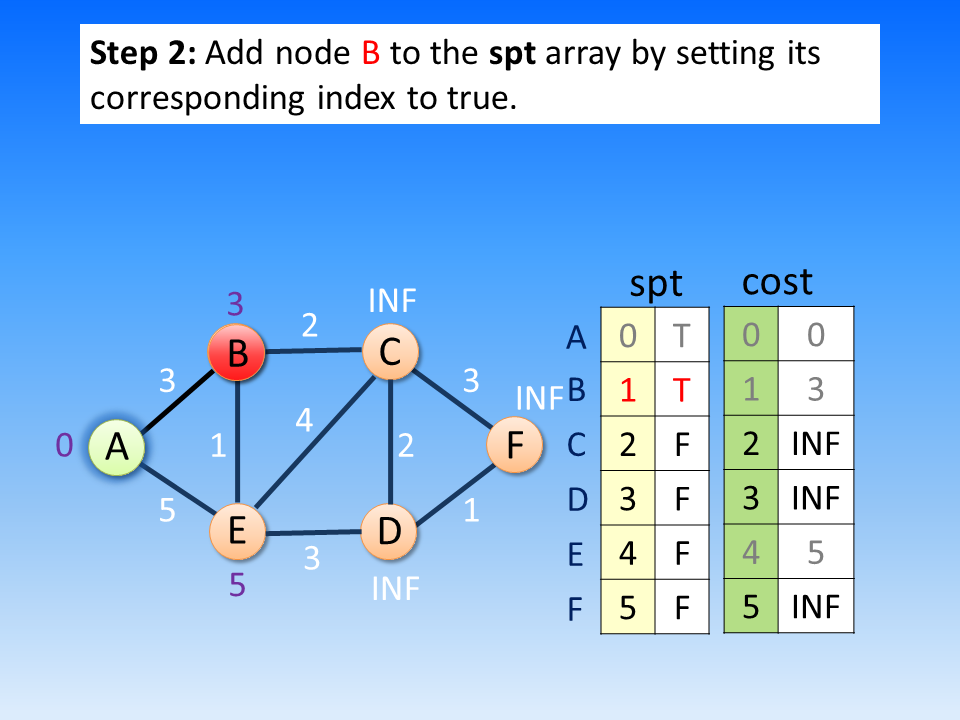 Step 2: Add node B to the spt array by setting its
corresponding index to true.
spt cost
3 INF
2
A 0 T 0 0
B C
3 3
B 1 T 1 3
INF
4
0 A 1 2 F
C 2 F 2 INF
D 3 F 3 INF
5 1
E D
E 4 F 4 5
3
5 INF
F 5 F 5 INF